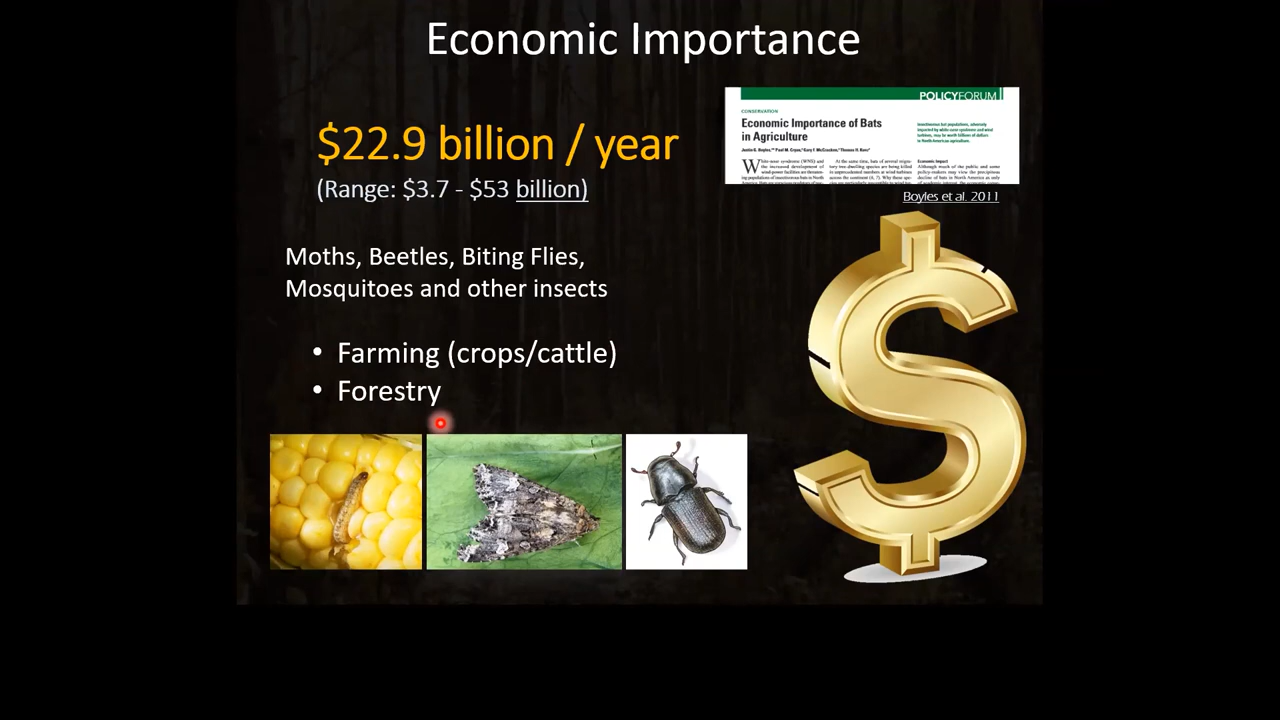 Economic Importance
$22.9 billion / year
(Range: $3.7 - $53 billion)
POLICYFORUM
CONSERVATION
Economic Importance of Bats
in Agriculture
Boyles et al. 2011
Moths, Beetles, Biting Flies,
Mosquitoes and other insects
• Farming (crops/cattle)
• Forestry